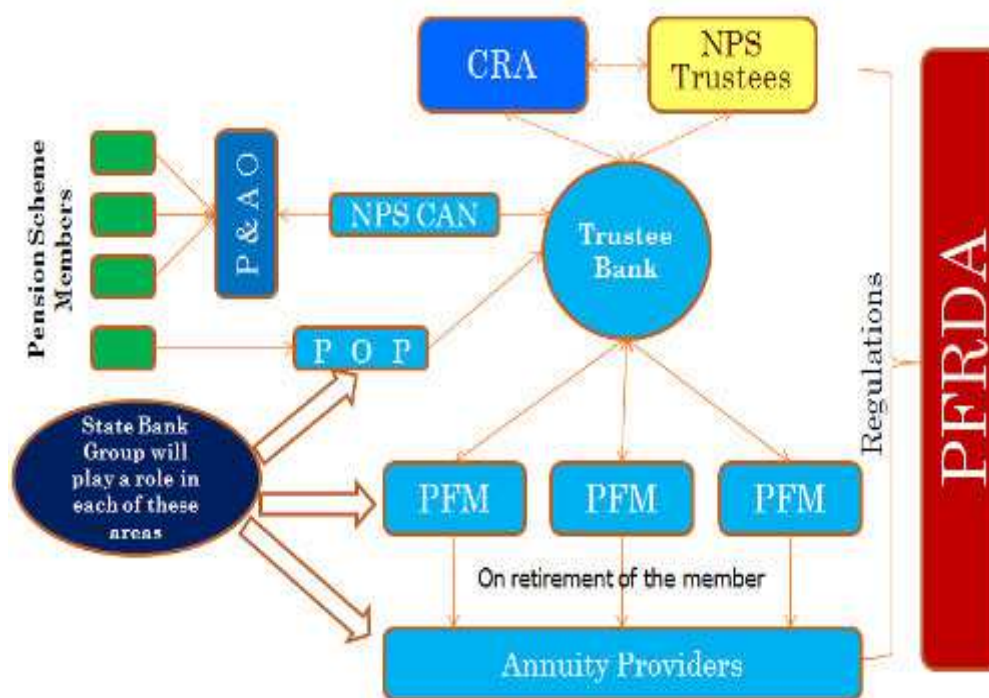 CRA
NPS
Trustees
Pension Scheme
Members
P & A O
NPS CAN
Trustee
Bank
P O P
Regulations
PFRDA
State Bank
Group will
play a role in
each of these
areas
PFM
PFM
PFM
On retirement of the member
Annuity Providers